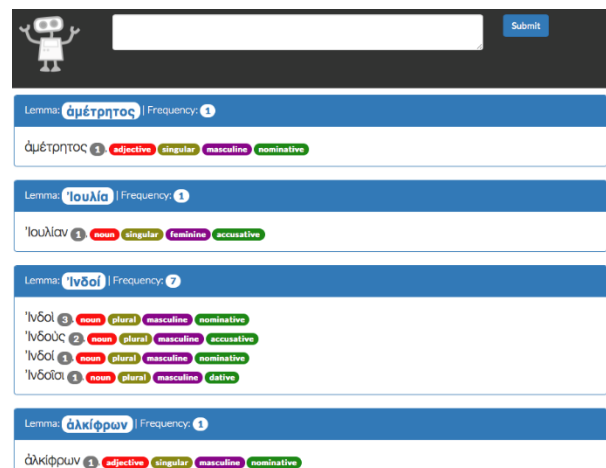 Submit
Lemma: ἀμέτρητος | Frequency: 1
ἀμέτρητος 1, adjective singular masculine nominative
Lemma: Ἰουλία | Frequency: 1
Ἰουλίαν 1, noun singular feminine accusative
Lemma: Ἰνδοί | Frequency: 7
Ἰνδοὶ 3, noun plural masculine nominative
Ἰνδοὺς 2, noun plural masculine accusative
Ἰνδοί 1, noun plural masculine nominative
Ἰνδοῖσι 1, noun plural masculine dative
Lemma: ἀλκίφρων | Frequency: 1
ἀλκίφρων 1, adjective singular masculine nominative